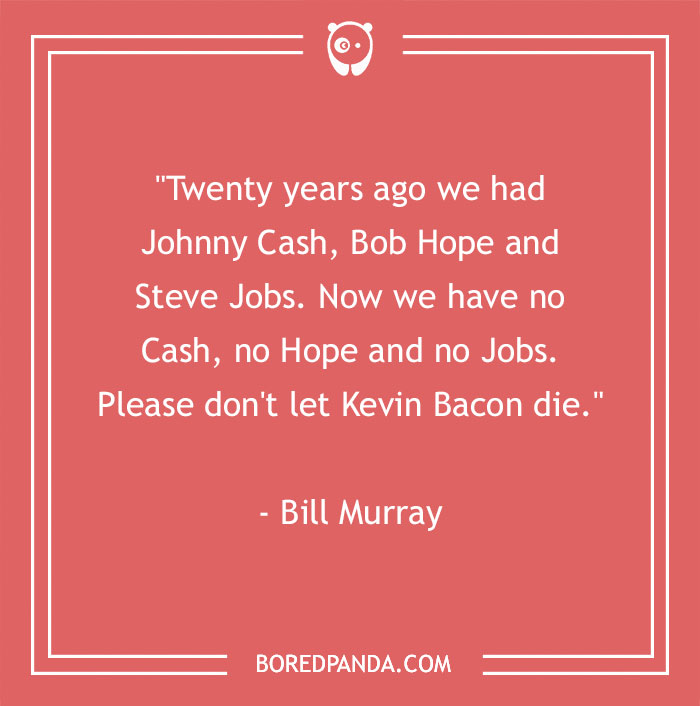 "Twenty years ago we had
Johnny Cash, Bob Hope and
Steve Jobs. Now we have no
Cash, no Hope and no Jobs.
Please don't let Kevin Bacon die."
- Bill Murray
BOREDPANDA.COM